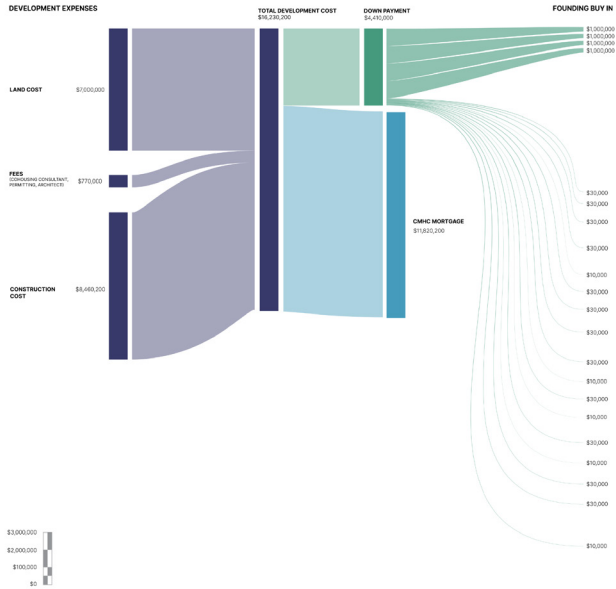 DEVELOPMENT EXPENSES
TOTAL DEVELOPMENT COST
$16,230,200
DOWN PAYMENT
$4,410,000
FOUNDING BUY IN
$1,000,000
$1,000,000
$1,000,000
$1,000,000
LAND COST
$7,000,000
FEES
(COHOUSING CONSULTANT,
PERMITTING, ARCHITECT)
$770,000
CONSTRUCTION
COST
$8,460,200
CMHC MORTGAGE
$11,820,200
$30,000
$30,000
$30,000
$30,000
$10,000
$30,000
$30,000
$30,000
$30,000
$10,000
$30,000
$10,000
$30,000
$10,000
$30,000
$30,000
$10,000
$3,000,000
$2,000,000
$100,000
$0